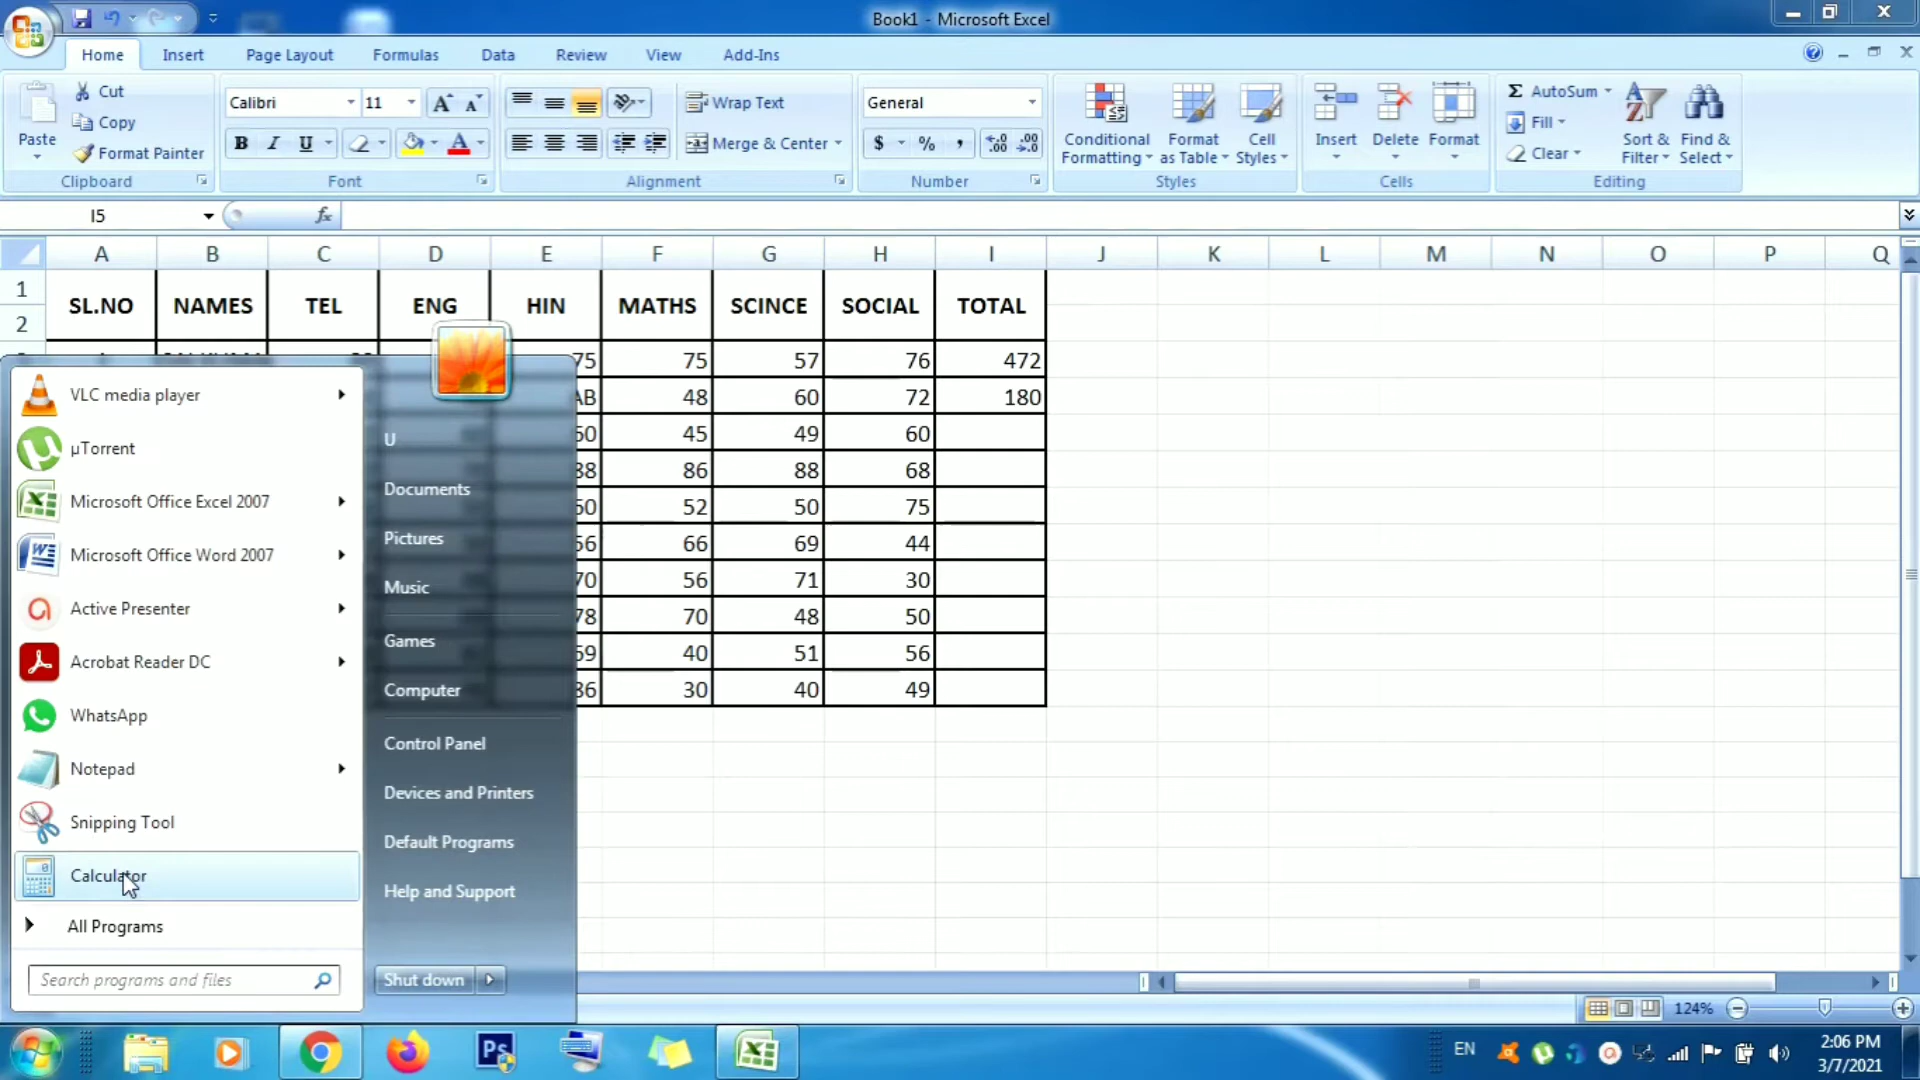 Book1 - Microsoft Excel
Home Insert Page Layout Formulas Data Review View Add-Ins
Paste
Cut
Copy
Format Painter
Clipboard
Calibri 11
B I U
Font
Wrap Text
Merge & Center
Alignment
General
$ % ,
Number
Conditional Formatting
Format as Table
Cell Styles
Styles
Insert Delete Format
Cells
AutoSum
Fill
Clear
Sort & Filter
Find & Select
Editing
I5 fx
A B C D E F G H I J K L M N O P Q
1
2
SL.NO NAMES TEL ENG HIN MATHS SCINCE SOCIAL TOTAL
75 75 57 76 472
AB 48 60 72 180
45 49 60
86 88 68
52 50 75
66 69 44
56 71 30
70 48 50
40 51 56
30 40 49
VLC media player
µTorrent
Microsoft Office Excel 2007
Microsoft Office Word 2007
Active Presenter
Acrobat Reader DC
WhatsApp
Notepad
Snipping Tool
Calculator
All Programs
Search programs and files
U
Documents
Pictures
Music
Games
Computer
Control Panel
Devices and Printers
Default Programs
Help and Support
Shut down
124%
Ps
EN
2:06 PM
3/7/2021